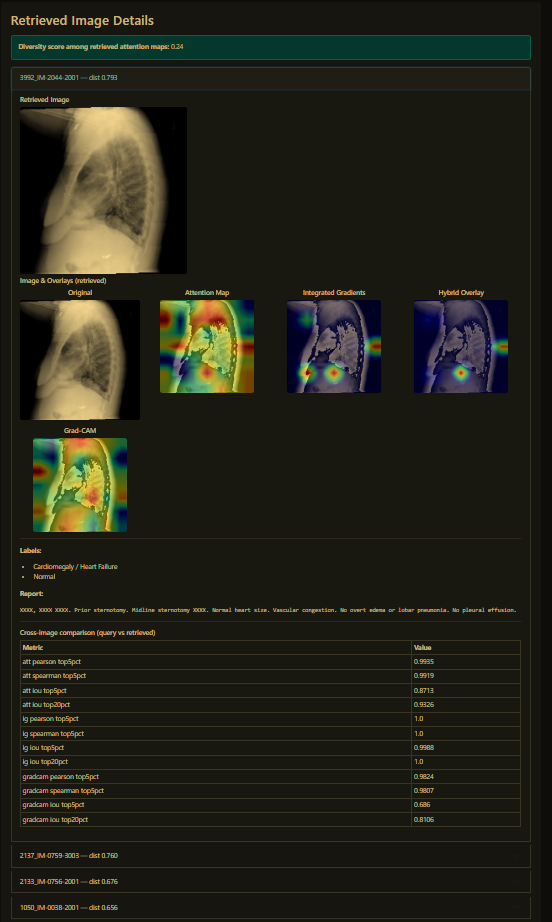 Retrieved Image Details
Diversity score among retrieved attention maps: 0.24
3992_IM-2044-2001 — dist 0.793
Retrieved Image
Image & Overlays (retrieved)
Original Attention Map Integrated Gradients Hybrid Overlay
Grad-CAM
Labels:
• Cardiomegaly / Heart Failure
• Normal
Report:
XXXX, XXXX XXXX. Prior sternotomy. Midline sternotomy XXXX. Normal heart size. Vascular congestion. No overt edema or lobar pneumonia. No pleural effusion.
Cross-image comparison (query vs retrieved)
Metric Value
att pearson top5pct 0.9935
att spearman top5pct 0.9919
att iou top5pct 0.8713
att iou top20pct 0.9326
ig pearson top5pct 1.0
ig spearman top5pct 1.0
ig iou top5pct 0.9988
ig iou top20pct 1.0
gradcam pearson top5pct 0.9824
gradcam spearman top5pct 0.9807
gradcam iou top5pct 0.686
gradcam iou top20pct 0.8106
2137_IM-0759-3003 — dist 0.760
2133_IM-0756-2001 — dist 0.676
1050_IM-0038-2001 — dist 0.656